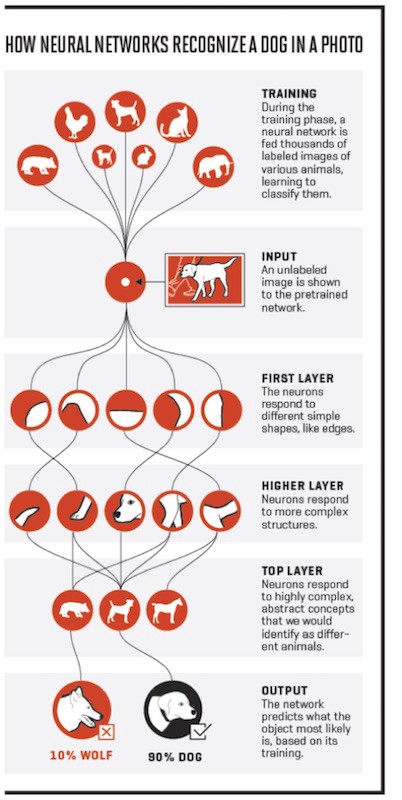 HOW NEURAL NETWORKS RECOGNIZE A DOG IN A PHOTO
TRAINING
During the
training phase, a
neural network is
fed thousands of
labeled images of
various animals,
learning to
classify them.
INPUT
An unlabeled
image is shown
to the pretrained
network.
FIRST LAYER
The neurons
respond to
different simple
shapes, like edges.
HIGHER LAYER
Neurons respond
to more complex
structures.
TOP LAYER
Neurons respond
to highly complex,
abstract concepts
that we would
identify as differ-
ent animals.
OUTPUT
The network
predicts what the
object most likely
is, based on its
training.
10% WOLF
90% DOG